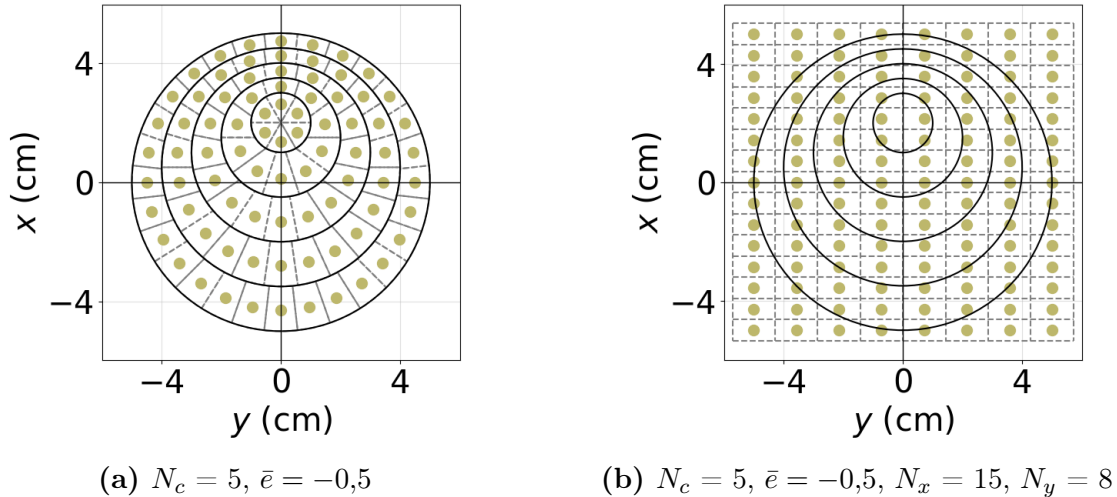 4
0
−4
x (cm)
−4 0 4
y (cm)
4
0
−4
x (cm)
−4 0 4
y (cm)
(a) N_c = 5, ē = −0,5
(b) N_c = 5, ē = −0,5, N_x = 15, N_y = 8